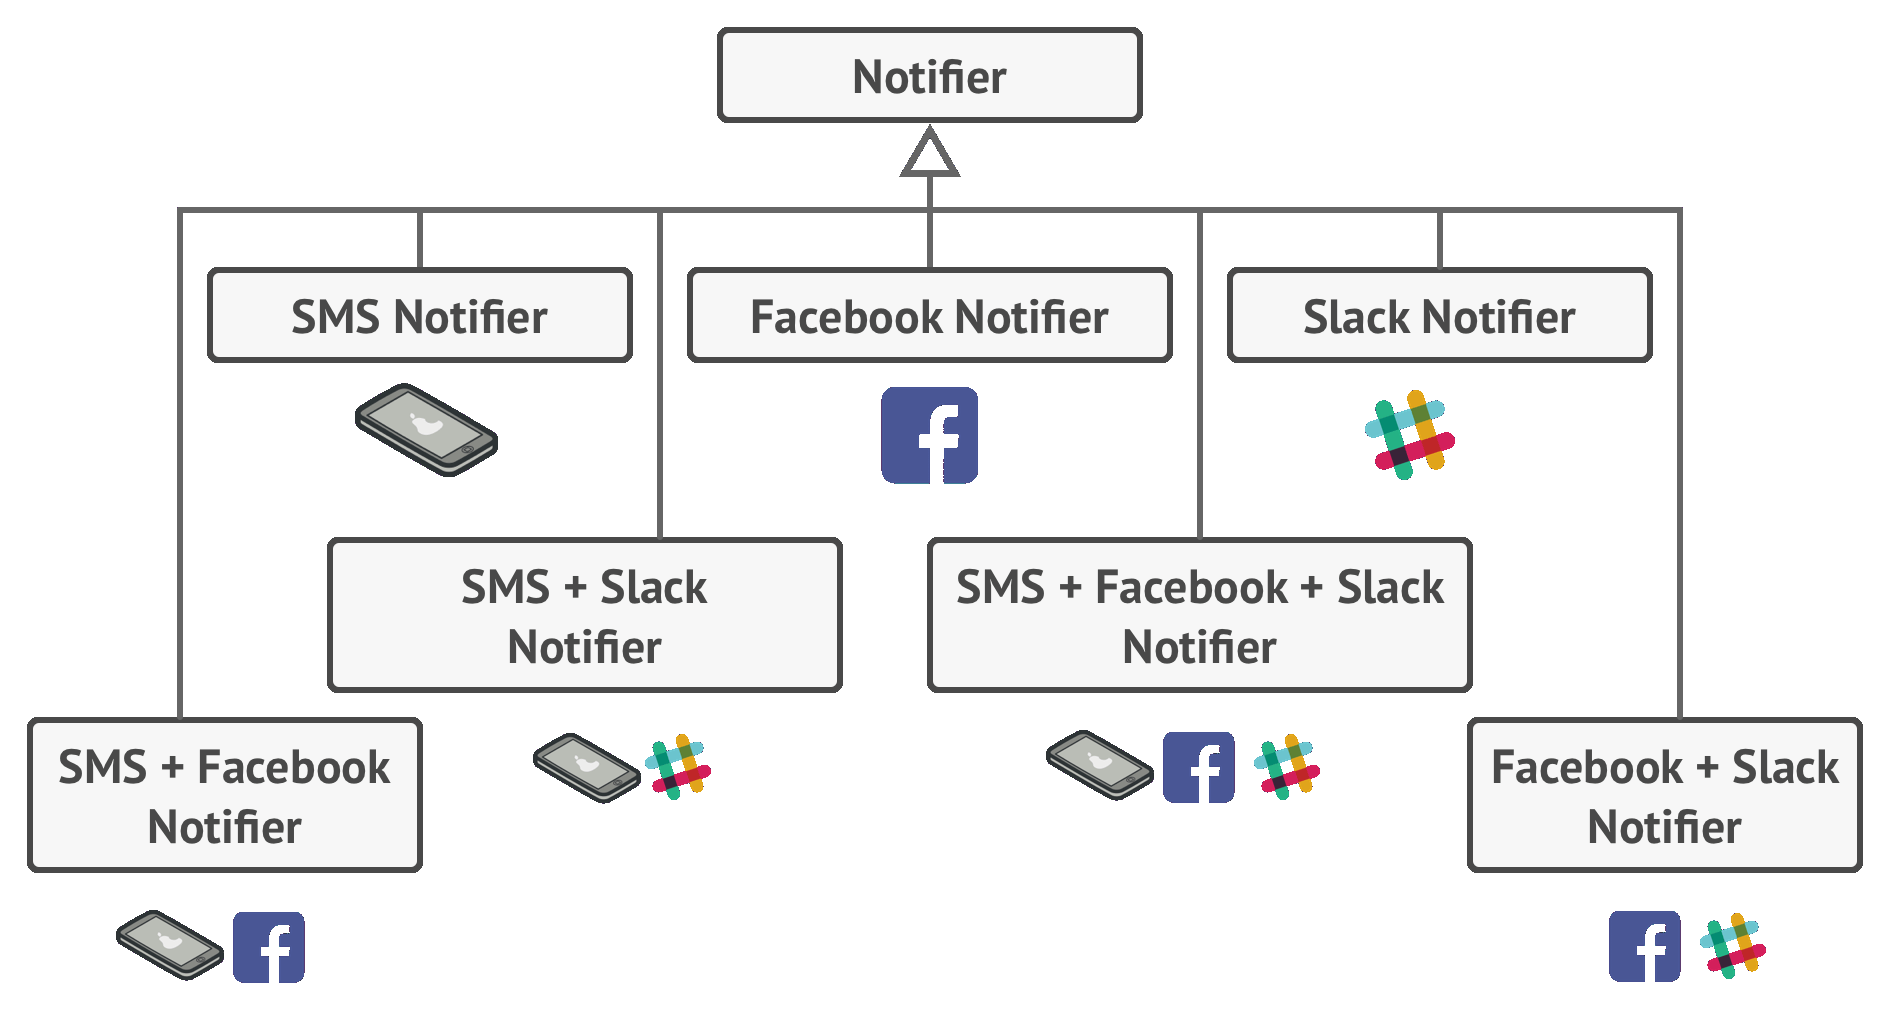 Notifier
SMS Notifier
Facebook Notifier
Slack Notifier
SMS + Slack
Notifier
SMS + Facebook + Slack
Notifier
SMS + Facebook
Notifier
Facebook + Slack
Notifier